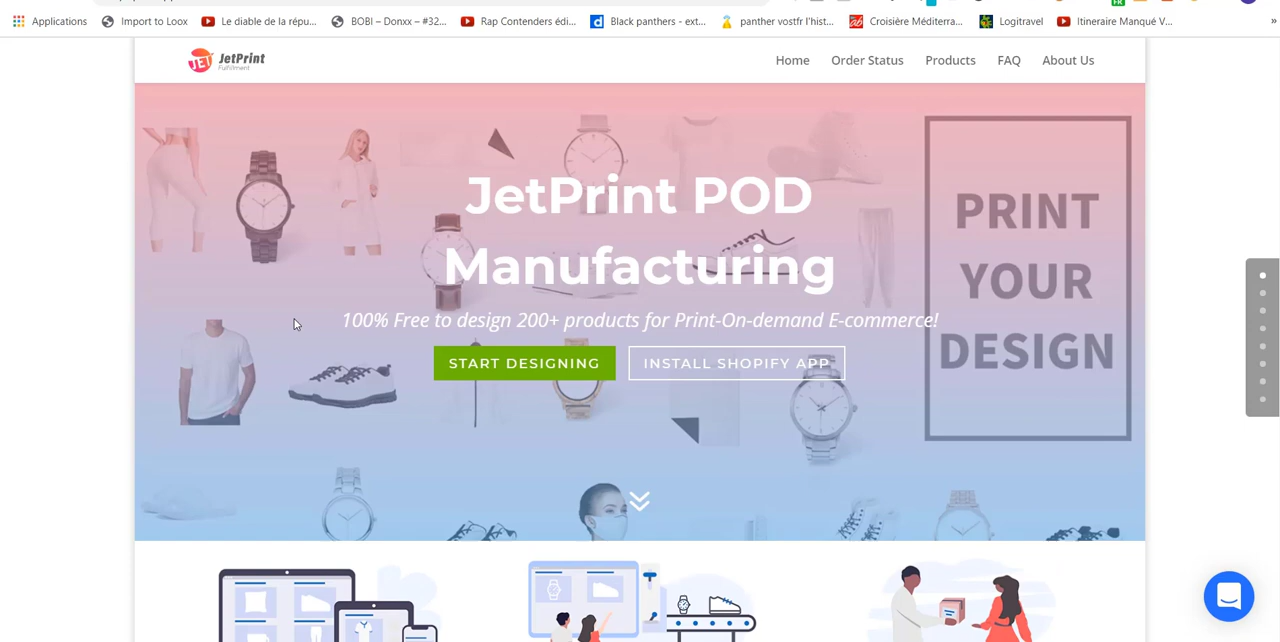 Applications
Import to Loox
Le diable de la répu...
BOBI – Donxx – #32...
Rap Contenders édi...
Black panthers - ext...
panther vostfr l'hist...
Croisière Méditerra...
Logitravel
Itineraire Manqué V...
»
JET JetPrint
Fulfillment
Home
Order Status
Products
FAQ
About Us
JetPrint POD
Manufacturing
100% Free to design 200+ products for Print-On-demand E-commerce!
START DESIGNING
INSTALL SHOPIFY APP
PRINT
YOUR
DESIGN